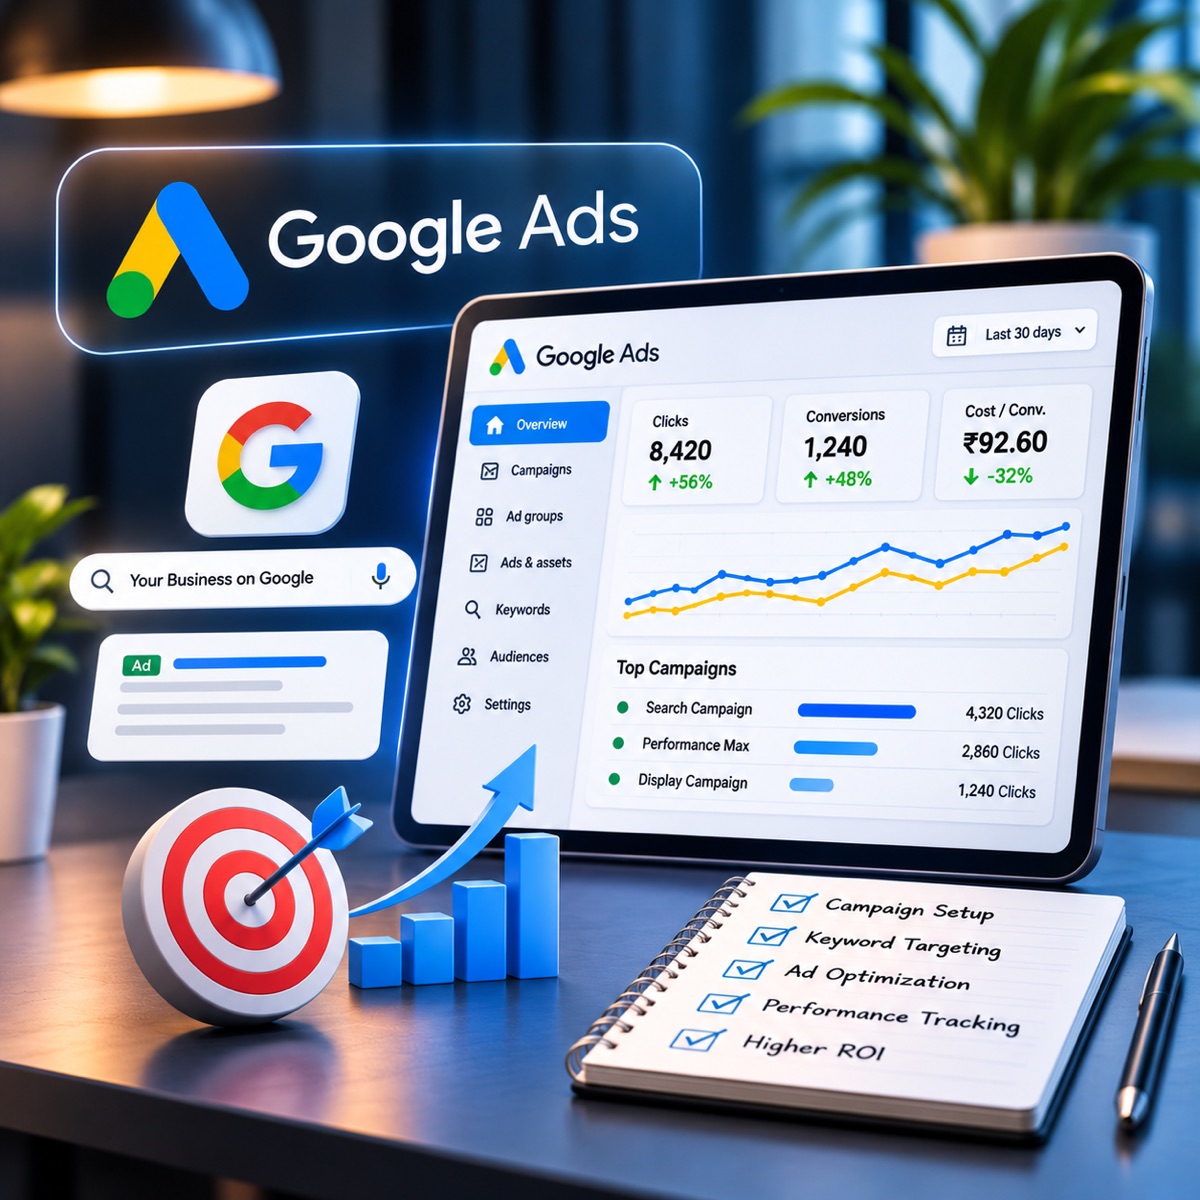 Google Ads
Google Ads
Last 30 days
Overview
Campaigns
Ad groups
Ads & assets
Keywords
Audiences
Settings
Clicks
8,420
+56%
Conversions
1,240
+48%
Cost / Conv.
₹92.60
-32%
Top Campaigns
Search Campaign
4,320 Clicks
Performance Max
2,860 Clicks
Display Campaign
1,240 Clicks
G
Your Business on Google
Ad
Campaign Setup
Keyword Targeting
Ad Optimization
Performance Tracking
Higher ROI